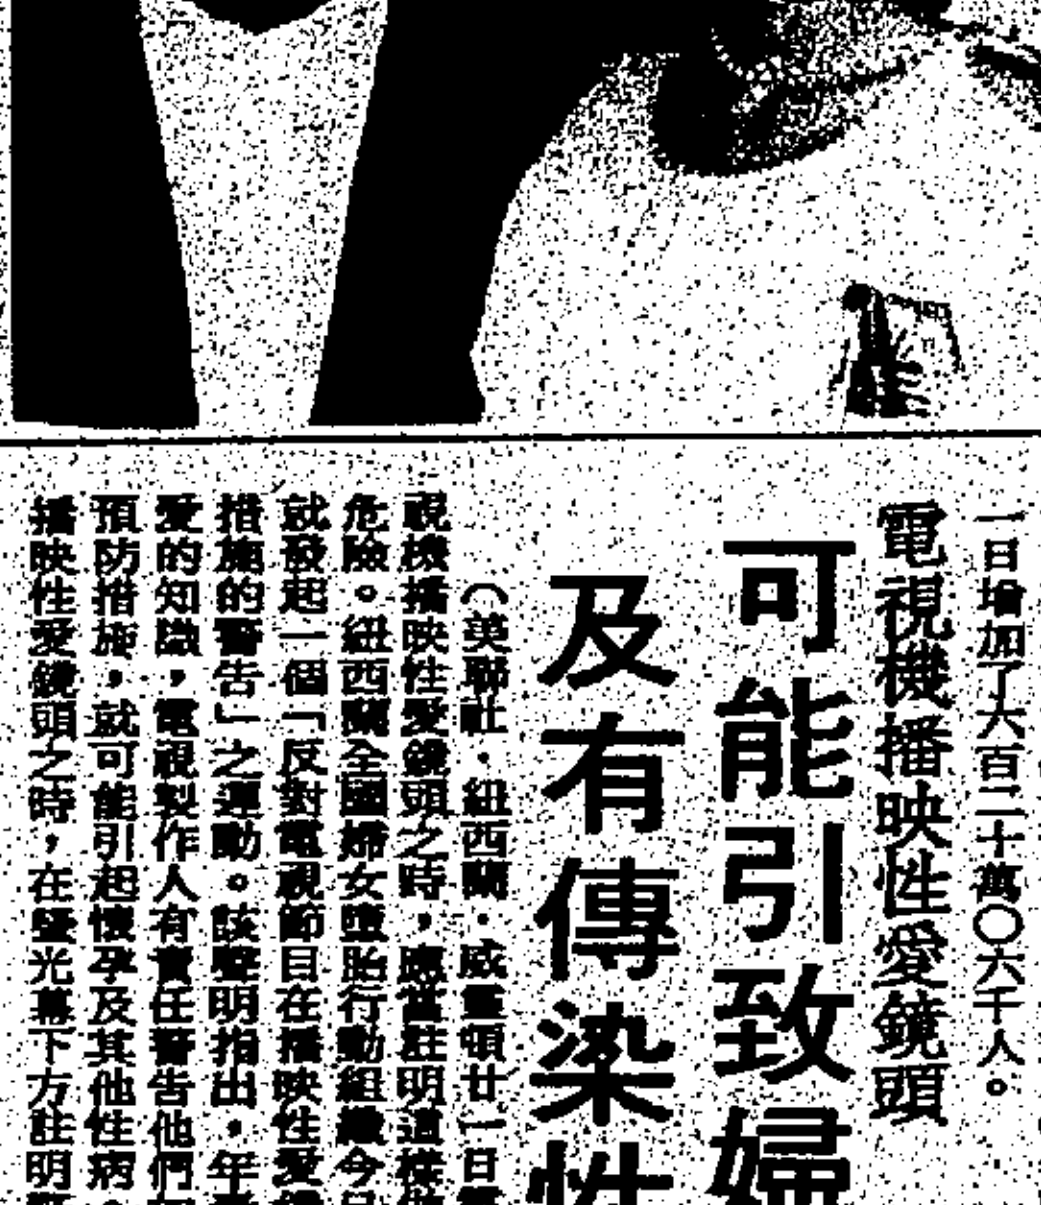 一日增加了六百二十萬〇六千人。
電視機播映性愛鏡頭
可能引致婦
及有傳染性
（美聯社・紐西蘭・威靈頓廿一日電
視機播映性愛鏡頭之時，應當註明這樣做
危險。紐西蘭全國婦女墮胎行動組織今日
就發起一個「反對電視節目在播映性愛鏡
措施的警告」之運動。該聲明指出・年
愛的知識，電視製作人有責任警告他們
預防措施，就可能引起懷孕及其他性病。
播映性愛鏡頭之時，在螢光幕下方註明